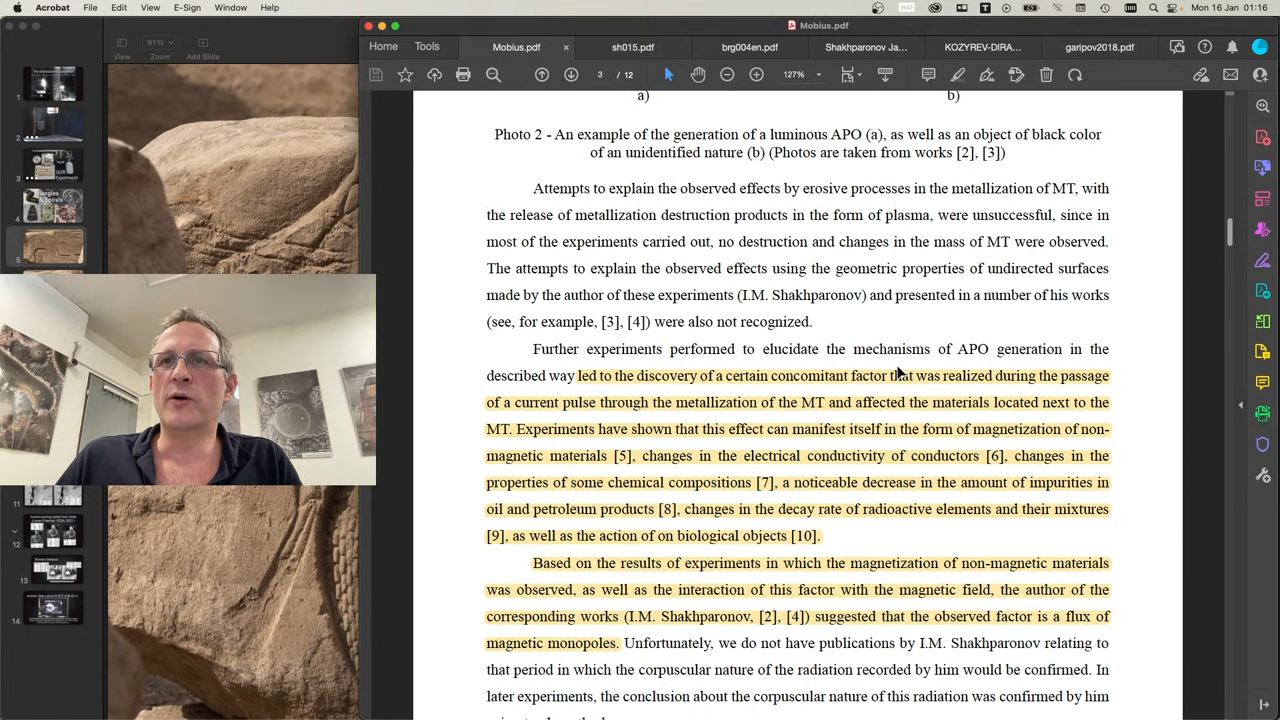 Acrobat File Edit View E-Sign Window Help
Mon 16 Jan 01:16
Mobius.pdf
91%
View Zoom Add Slide
Home Tools Mobius.pdf × sh015.pdf brg004en.pdf Shakhparonov Ja... KOZYREV-DIRA... garipov2018.pdf
3 / 12 127%
a) b)
Photo 2 - An example of the generation of a luminous APO (a), as well as an object of black color
of an unidentified nature (b) (Photos are taken from works [2], [3])
Attempts to explain the observed effects by erosive processes in the metallization of MT, with
the release of metallization destruction products in the form of plasma, were unsuccessful, since in
most of the experiments carried out, no destruction and changes in the mass of MT were observed.
The attempts to explain the observed effects using the geometric properties of undirected surfaces
made by the author of these experiments (I.M. Shakhparonov) and presented in a number of his works
(see, for example, [3], [4]) were also not recognized.
Further experiments performed to elucidate the mechanisms of APO generation in the
described way led to the discovery of a certain concomitant factor that was realized during the passage
of a current pulse through the metallization of the MT and affected the materials located next to the
MT. Experiments have shown that this effect can manifest itself in the form of magnetization of non-
magnetic materials [5], changes in the electrical conductivity of conductors [6], changes in the
properties of some chemical compositions [7], a noticeable decrease in the amount of impurities in
oil and petroleum products [8], changes in the decay rate of radioactive elements and their mixtures
[9], as well as the action of on biological objects [10].
Based on the results of experiments in which the magnetization of non-magnetic materials
was observed, as well as the interaction of this factor with the magnetic field, the author of the
corresponding works (I.M. Shakhparonov, [2], [4]) suggested that the observed factor is a flux of
magnetic monopoles. Unfortunately, we do not have publications by I.M. Shakhparonov relating to
that period in which the corpuscular nature of the radiation recorded by him would be confirmed. In
later experiments, the conclusion about the corpuscular nature of this radiation was confirmed by him
1
2
3
4
Triangles
& Spirals
5
11
12
13
14